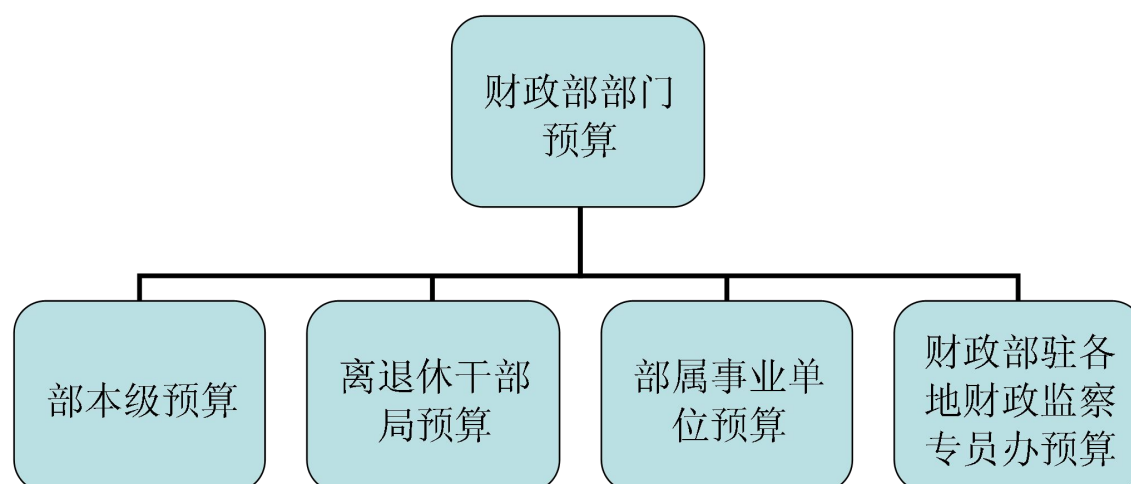 财政部部门
预算
部本级预算
离退休干部
局预算
部属事业单
位预算
财政部驻各
地财政监察
专员办预算